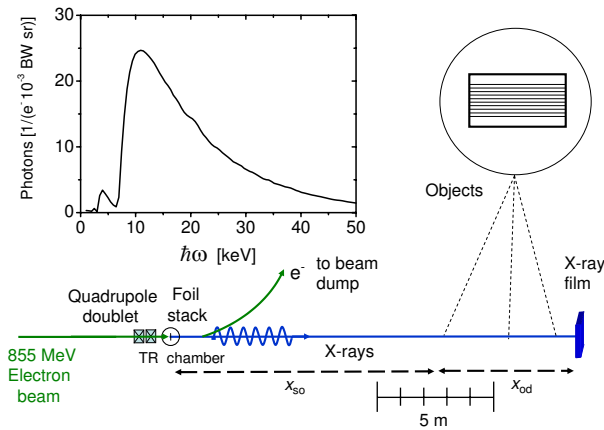 30
20
10
0
Photons [1/(e⁻10⁻³ BW sr)]
0 10 20 30 40 50
ℏω [keV]
Objects
e⁻ to beam
dump
X-ray
film
Quadrupole
doublet
Foil
stack
TR chamber
X-rays
855 MeV
Electron
beam
x_so
x_od
5 m